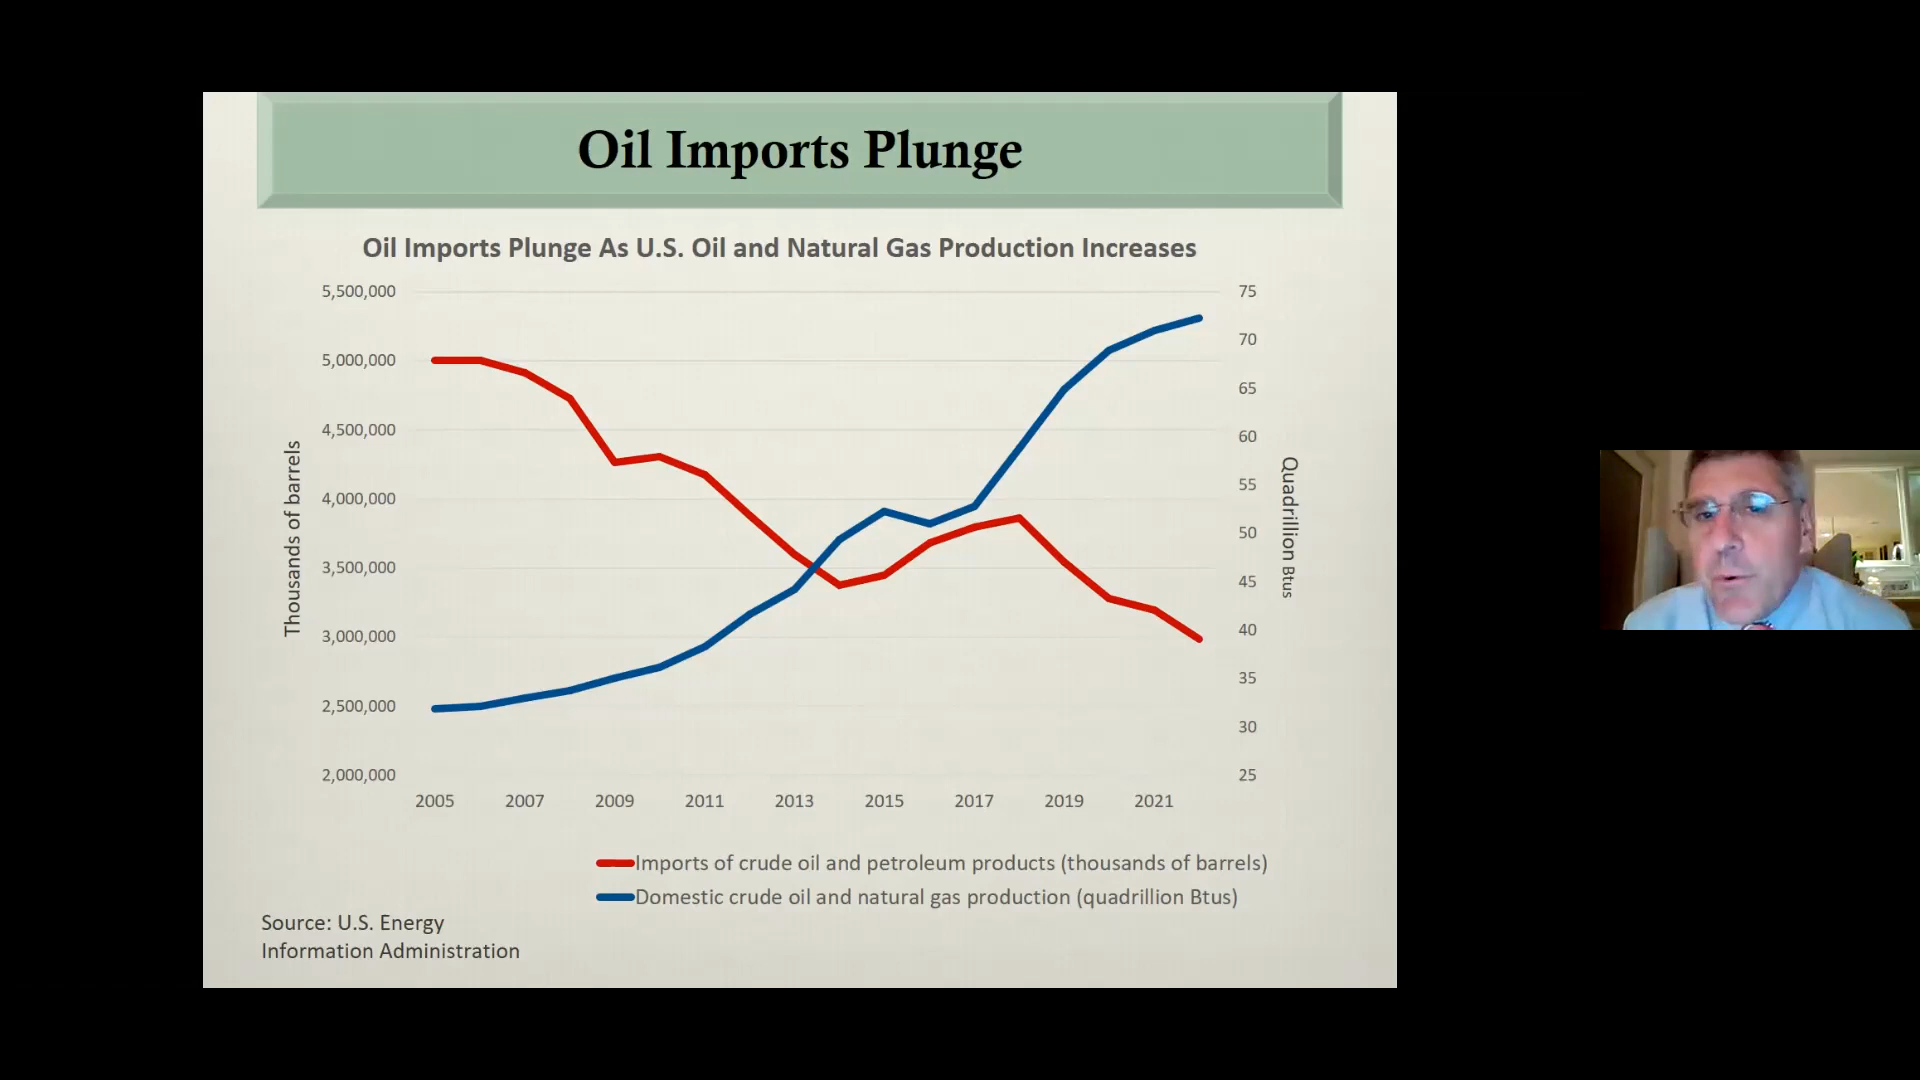 Oil Imports Plunge
Oil Imports Plunge As U.S. Oil and Natural Gas Production Increases
5,500,000
5,000,000
4,500,000
4,000,000
3,500,000
3,000,000
2,500,000
2,000,000
Thousands of barrels
75
70
65
60
55
50
45
40
35
30
25
Quadrillion Btus
2005 2007 2009 2011 2013 2015 2017 2019 2021
Imports of crude oil and petroleum products (thousands of barrels)
Domestic crude oil and natural gas production (quadrillion Btus)
Source: U.S. Energy
Information Administration